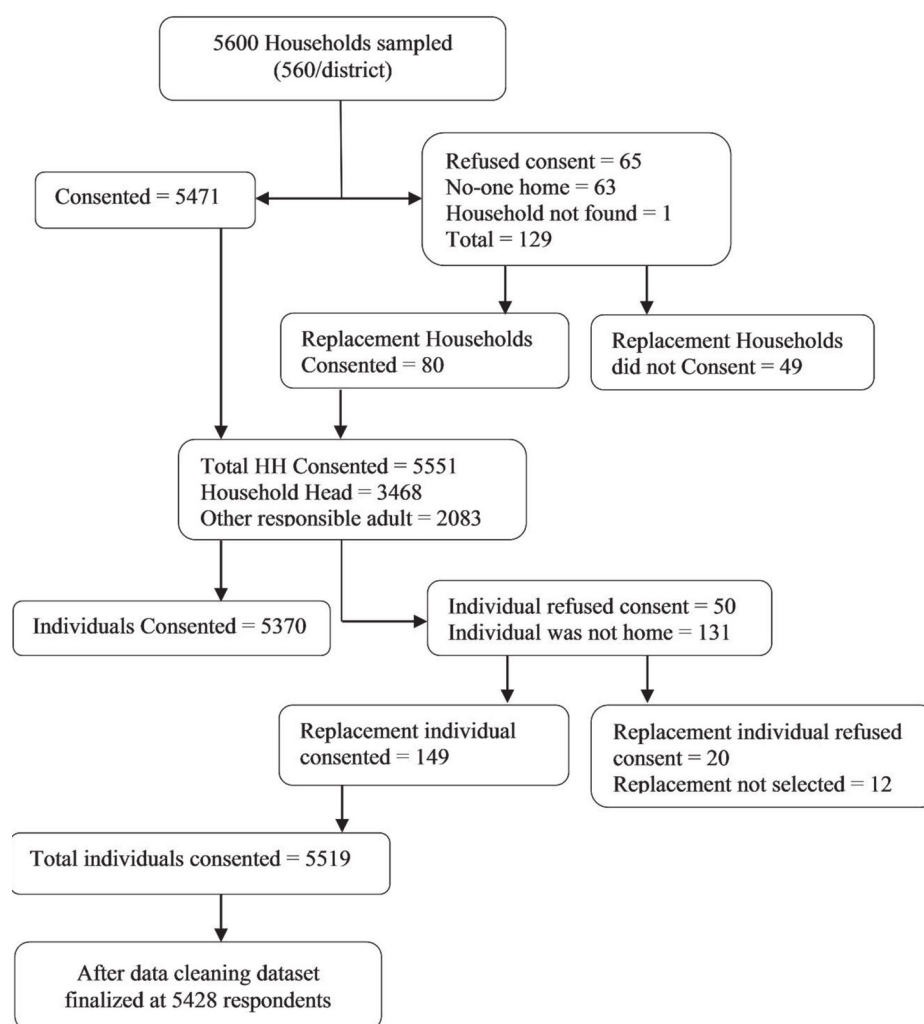 5600 Households sampled
(560/district)
Consented = 5471
Refused consent = 65
No-one home = 63
Household not found = 1
Total = 129
Replacement Households
Consented = 80
Replacement Households
did not Consent = 49
Total HH Consented = 5551
Household Head = 3468
Other responsible adult = 2083
Individuals Consented = 5370
Individual refused consent = 50
Individual was not home = 131
Replacement individual
consented = 149
Replacement individual refused
consent = 20
Replacement not selected = 12
Total individuals consented = 5519
After data cleaning dataset
finalized at 5428 respondents